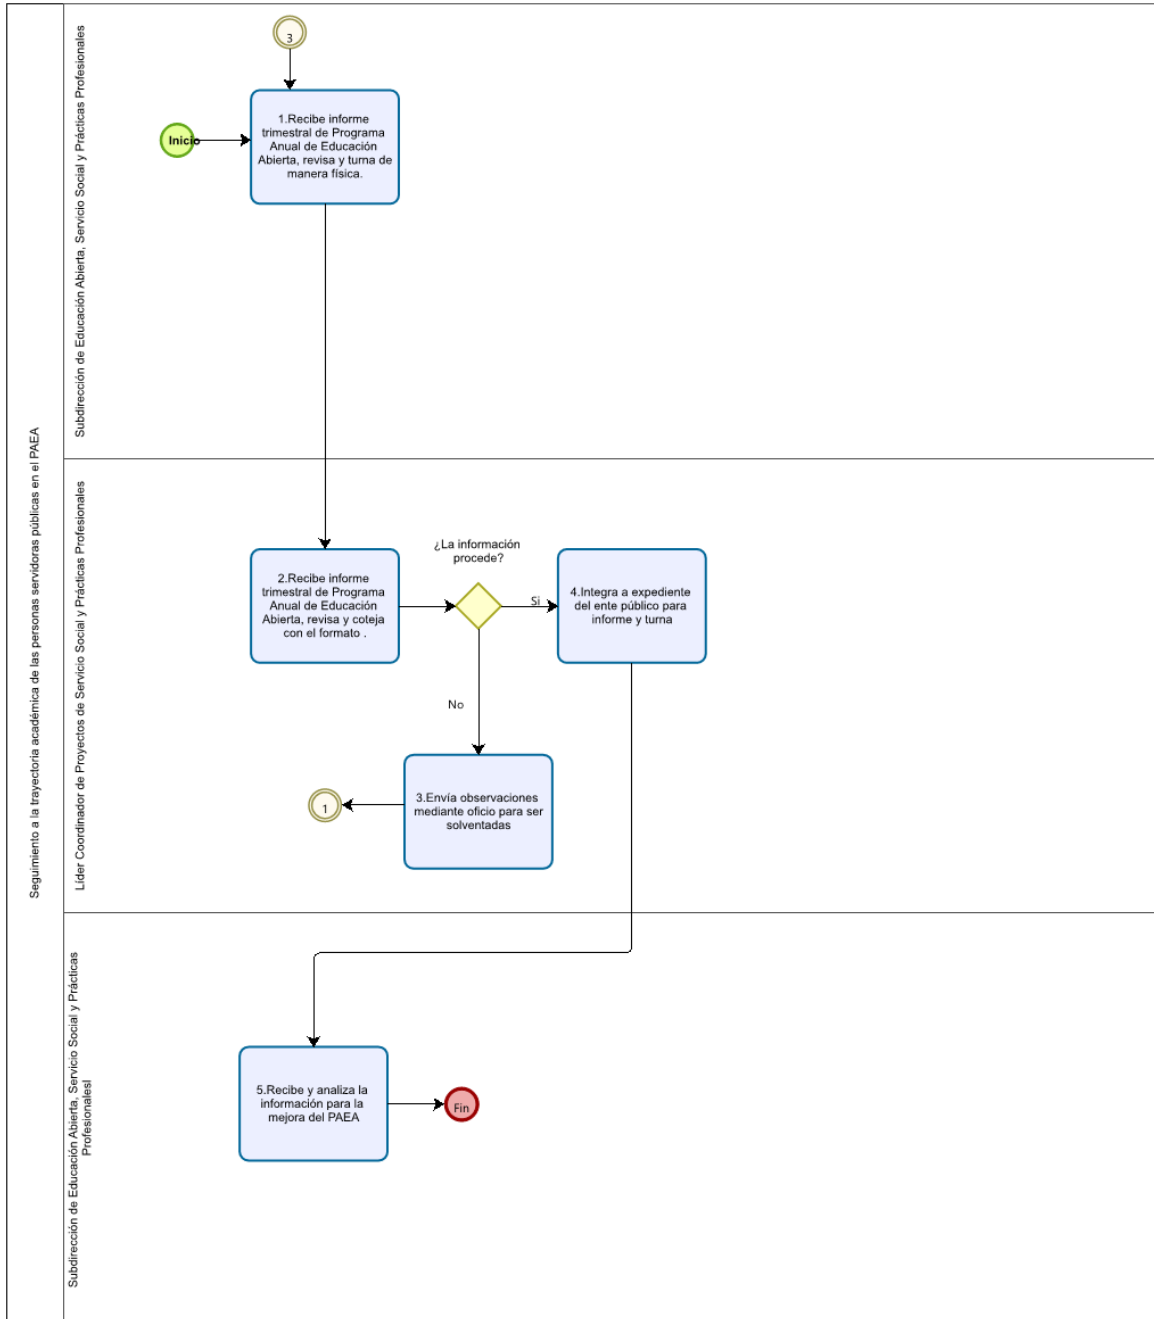 Seguimiento a la trayectoria académica de las personas servidoras públicas en el PAEA
Subdirección de Educación Abierta, Servicio Social y Prácticas Profesionales
3
Inicio
1.Recibe informe
trimestral de Programa
Anual de Educación
Abierta, revisa y turna de
manera física.
Líder Coordinador de Proyectos de Servicio Social y Prácticas Profesionales
2.Recibe informe
trimestral de Programa
Anual de Educación
Abierta, revisa y coteja
con el formato .
¿La información
procede?
Si
4.Integra a expediente
del ente público para
informe y turna
No
3.Envía observaciones
mediante oficio para ser
solventadas
1
Subdirección de Educación Abierta, Servicio Social y Prácticas
Profesionalesl
5.Recibe y analiza la
información para la
mejora del PAEA
Fin